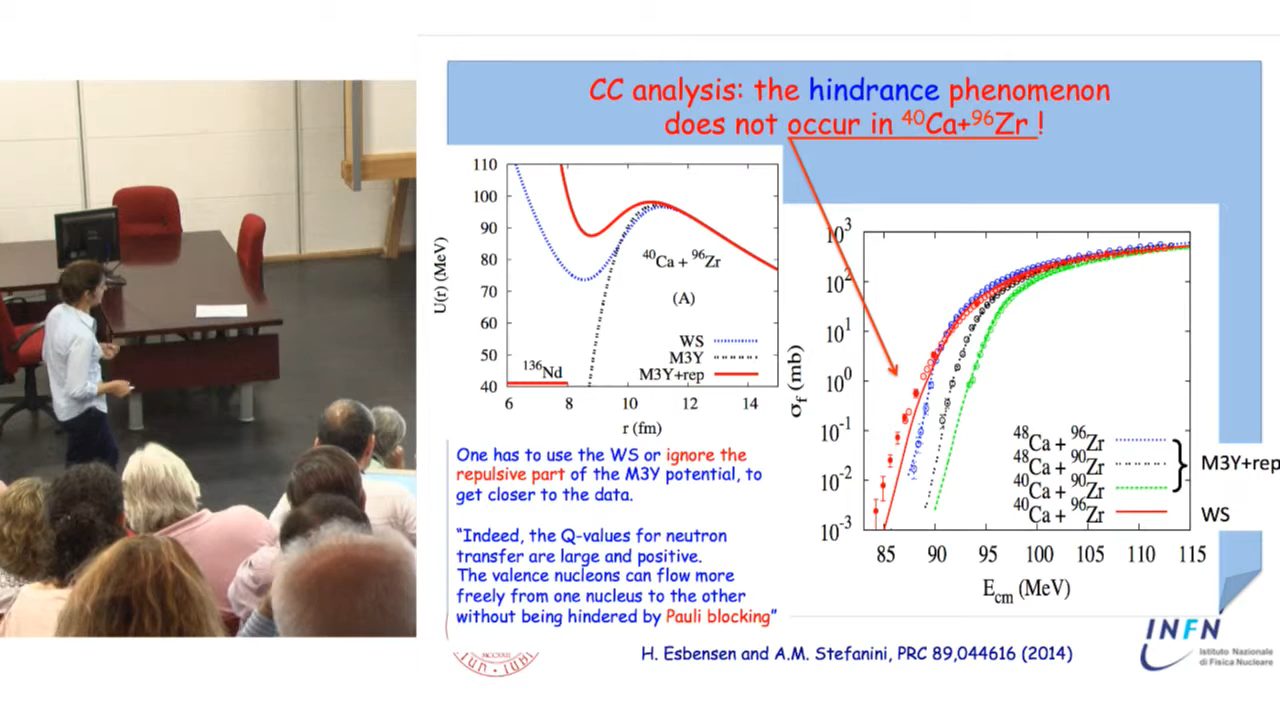 CC analysis: the hindrance phenomenon
does not occur in ⁴⁰Ca+⁹⁶Zr !
110
100
90
80
70
60
50
40
U(r) (MeV)
⁴⁰Ca + ⁹⁶Zr
(A)
WS
M3Y
M3Y+rep
¹³⁶Nd
6 8 10 12 14
r (fm)
10³
10²
10¹
10⁰
10⁻¹
10⁻²
10⁻³
σf (mb)
⁴⁸Ca + ⁹⁶Zr
⁴⁸Ca + ⁹⁰Zr
⁴⁰Ca + ⁹⁰Zr
⁴⁰Ca + ⁹⁶Zr
M3Y+rep
WS
85 90 95 100 105 110 115
Ecm (MeV)
One has to use the WS or ignore the
repulsive part of the M3Y potential, to
get closer to the data.
“Indeed, the Q-values for neutron
transfer are large and positive.
The valence nucleons can flow more
freely from one nucleus to the other
without being hindered by Pauli blocking”
H. Esbensen and A.M. Stefanini, PRC 89,044616 (2014)
INFN
Istituto Nazionale
di Fisica Nucleare